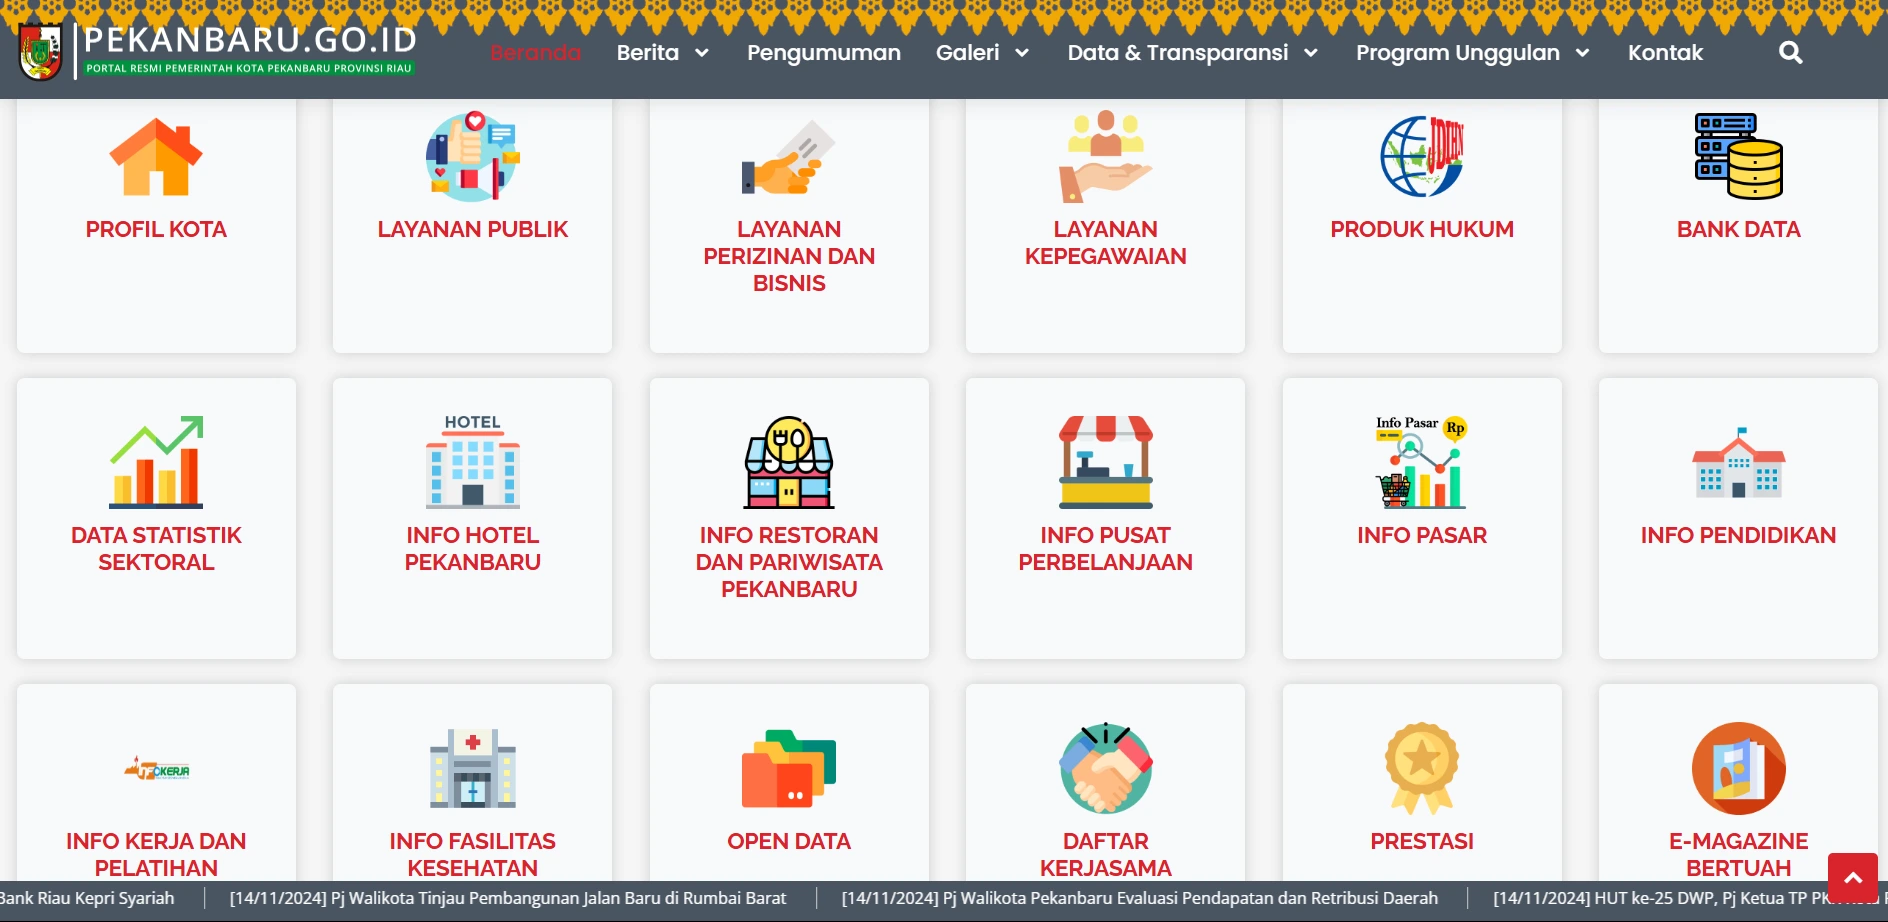 PEKANBARU.GO.ID
PORTAL RESMI PEMERINTAH KOTA PEKANBARU PROVINSI RIAU
Beranda Berita Pengumuman Galeri Data & Transparansi Program Unggulan Kontak
JDIHN
PROFIL KOTA
LAYANAN PUBLIK
LAYANAN
PERIZINAN DAN
BISNIS
LAYANAN
KEPEGAWAIAN
PRODUK HUKUM
BANK DATA
DATA STATISTIK
SEKTORAL
HOTEL
INFO HOTEL
PEKANBARU
INFO RESTORAN
DAN PARIWISATA
PEKANBARU
INFO PUSAT
PERBELANJAAN
Info Pasar Rp
INFO PASAR
INFO PENDIDIKAN
INFOKERJA
INFO KERJA DAN
PELATIHAN
INFO FASILITAS
KESEHATAN
OPEN DATA
DAFTAR
KERJASAMA
PRESTASI
E-MAGAZINE
BERTUAH
Bank Riau Kepri Syariah [14/11/2024] Pj Walikota Tinjau Pembangunan Jalan Baru di Rumbai Barat [14/11/2024] Pj Walikota Pekanbaru Evaluasi Pendapatan dan Retribusi Daerah [14/11/2024] HUT ke-25 DWP, Pj Ketua TP